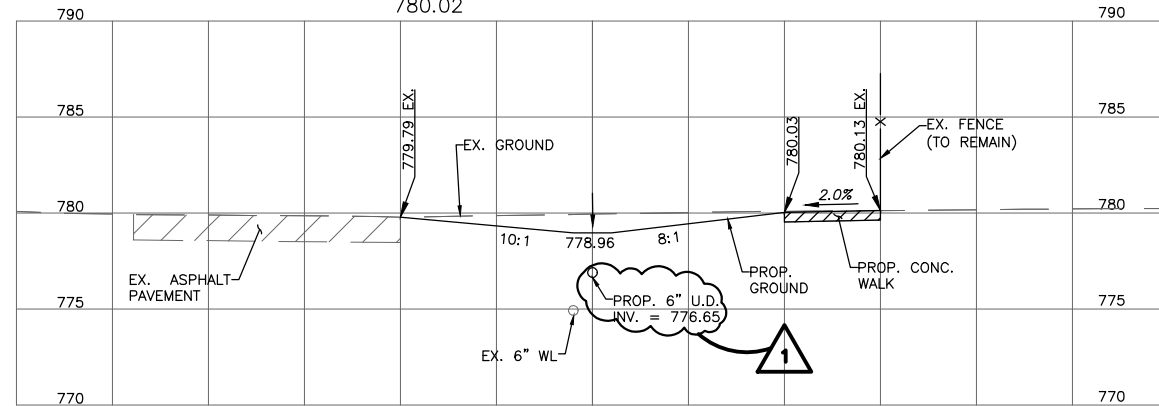 780.02
790
790
785
785
779.79 EX.
EX. GROUND
780.03
780.13 EX.
EX. FENCE
(TO REMAIN)
2.0%
780
780
10:1
778.96
8:1
EX. ASPHALT
PAVEMENT
PROP.
GROUND
PROP. CONC.
WALK
775
775
PROP. 6" U.D.
INV. = 776.65
EX. 6" WL
1
770
770